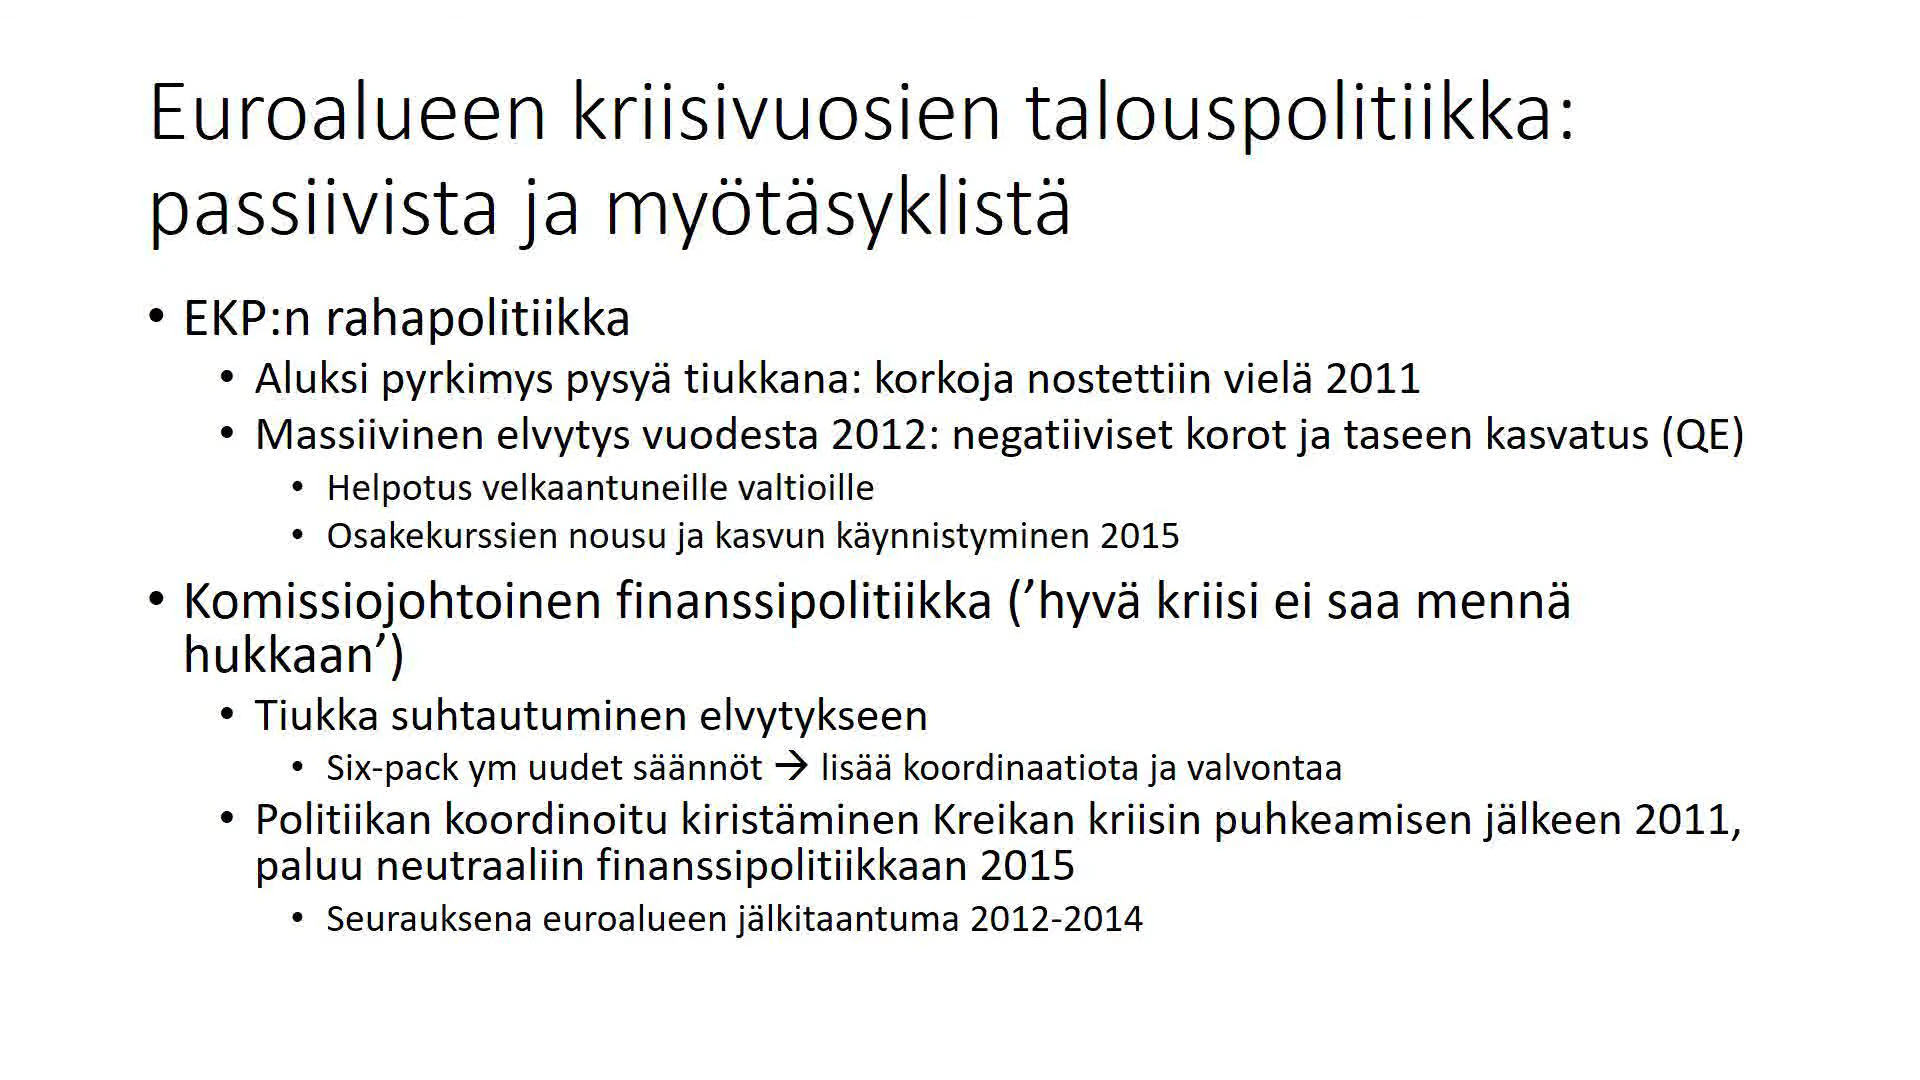 Euroalueen kriisivuosien talouspolitiikka:
passiivista ja myötäsyklistä
• EKP:n rahapolitiikka
• Aluksi pyrkimys pysyä tiukkana: korkoja nostettiin vielä 2011
• Massiivinen elvytys vuodesta 2012: negatiiviset korot ja taseen kasvatus (QE)
• Helpotus velkaantuneille valtioille
• Osakekurssien nousu ja kasvun käynnistyminen 2015
• Komissiojohtoinen finanssipolitiikka (’hyvä kriisi ei saa mennä
hukkaan’)
• Tiukka suhtautuminen elvytykseen
• Six-pack ym uudet säännöt → lisää koordinaatiota ja valvontaa
• Politiikan koordinoitu kiristäminen Kreikan kriisin puhkeamisen jälkeen 2011,
paluu neutraaliin finanssipolitiikkaan 2015
• Seurauksena euroalueen jälkitaantuma 2012-2014